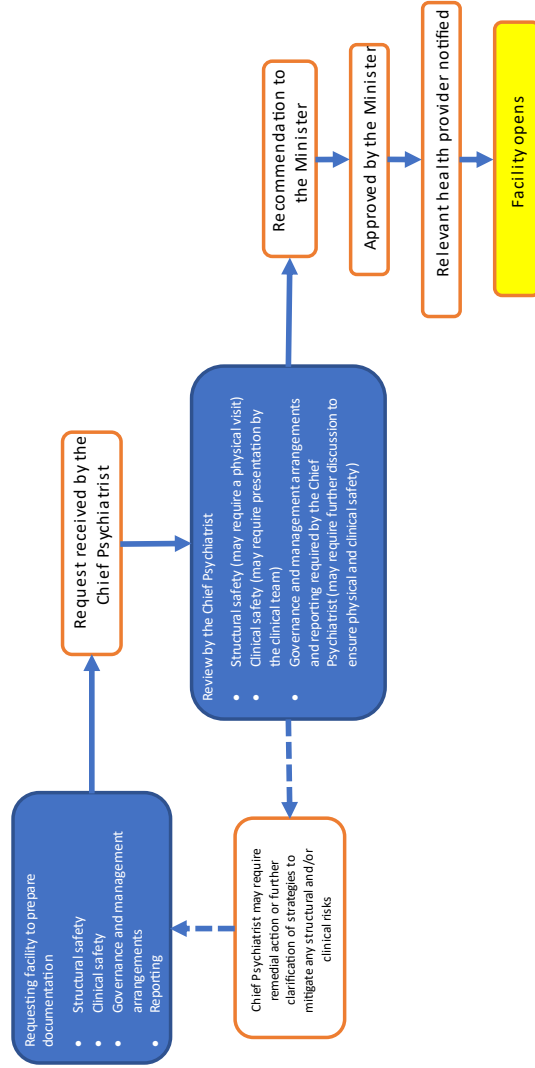 Requesting facility to prepare
documentation
• Structural safety
• Clinical safety
• Governance and management
arrangements
• Reporting
Request received by the
Chief Psychiatrist
Chief Psychiatrist may require
remedial action or further
clarification of strategies to
mitigate any structural and/or
clinical risks
Review by the Chief Psychiatrist
• Structural safety (may require a physical visit)
• Clinical safety (may require presentation by
the clinical team)
• Governance and management arrangements
and reporting required by the Chief
Psychiatrist (may require further discussion to
ensure physical and clinical safety)
Recommendation to
the Minister
Approved by the Minister
Relevant health provider notified
Facility opens